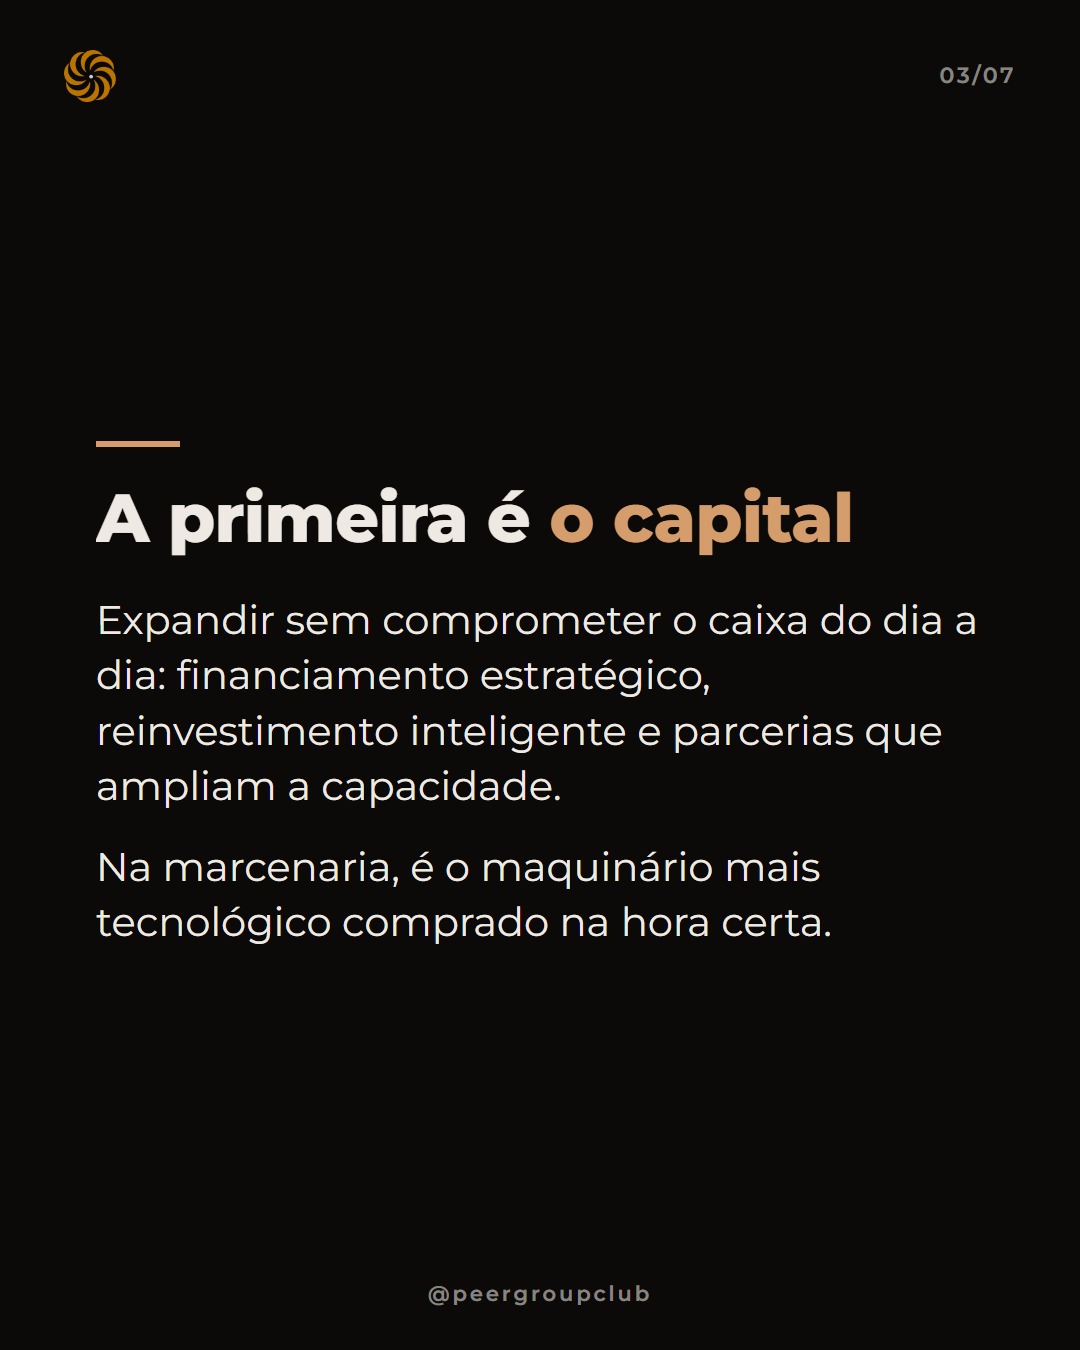 03/07
A primeira é o capital
Expandir sem comprometer o caixa do dia a
dia: financiamento estratégico,
reinvestimento inteligente e parcerias que
ampliam a capacidade.
Na marcenaria, é o maquinário mais
tecnológico comprado na hora certa.
@peergroupclub